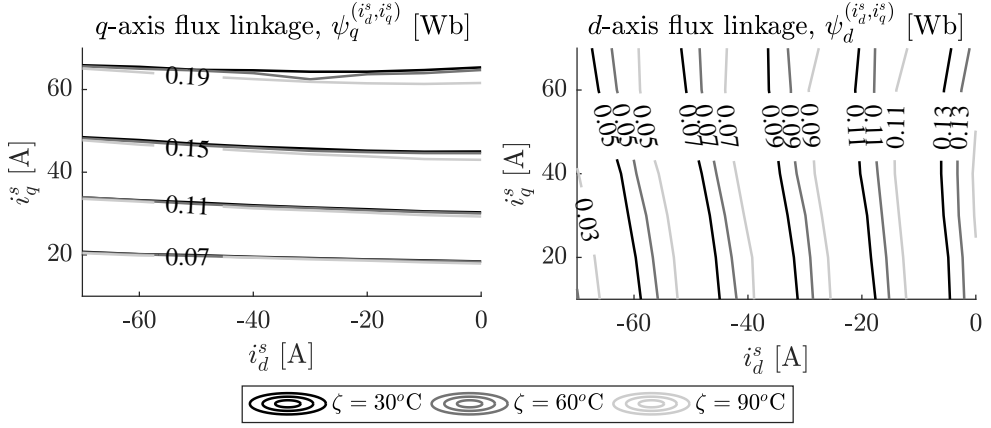 q-axis flux linkage, ψ_q^{(i_d^s, i_q^s)} [Wb]
d-axis flux linkage, ψ_d^{(i_d^s, i_q^s)} [Wb]
60
40
20
i_q^s [A]
0.19
0.15
0.11
0.07
-60 -40 -20 0
i_d^s [A]
60
40
20
i_q^s [A]
0.05 0.05 0.05 0.07 0.07 0.07 0.09 0.09 0.09 0.11 0.11 0.11 0.13 0.13
0.03
-60 -40 -20 0
i_d^s [A]
ζ = 30°C ζ = 60°C ζ = 90°C